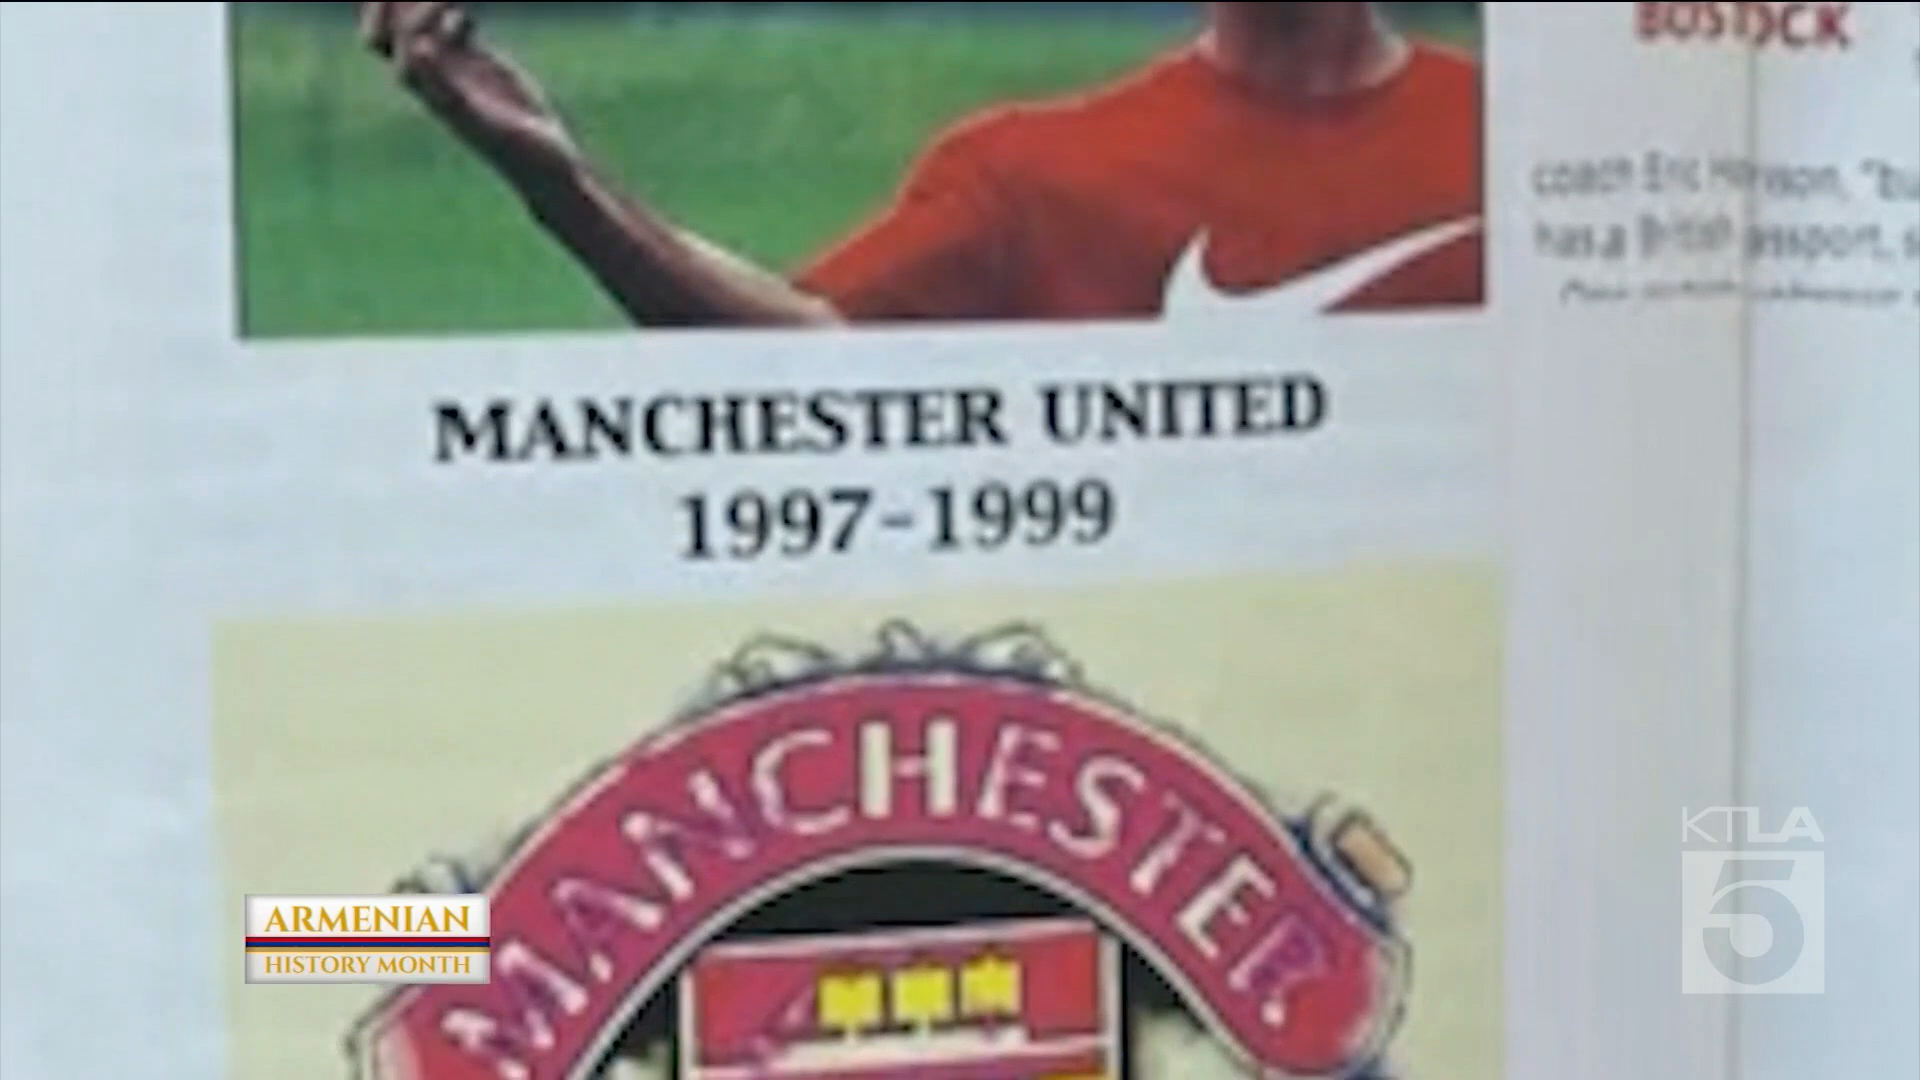 BOSTOCK
coach Eric
has a British passport,
MANCHESTER UNITED
1997-1999
MANCHESTER
ARMENIAN
HISTORY MONTH
KTLA
5